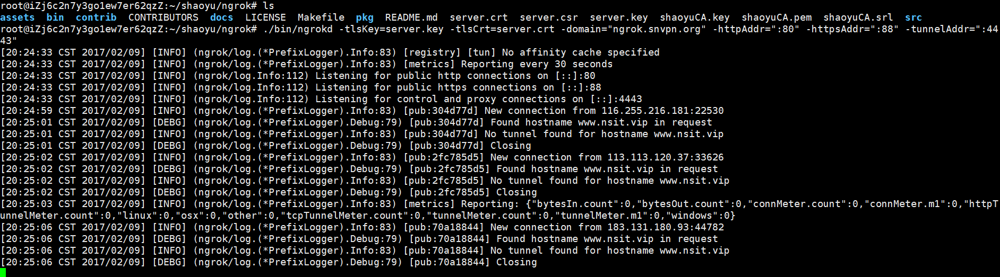 root@iZj6c2n7y3go1ew7er62qzZ:~/shaoyu/ngrok# ls
assets  bin  contrib  CONTRIBUTORS  docs  LICENSE  Makefile  pkg  README.md  server.crt  server.csr  server.key  shaoyuCA.key  shaoyuCA.pem  shaoyuCA.srl  src
root@iZj6c2n7y3go1ew7er62qzZ:~/shaoyu/ngrok# ./bin/ngrokd -tlsKey=server.key -tlsCrt=server.crt -domain="ngrok.snvpn.org" -httpAddr=":80" -httpsAddr=":88" -tunnelAddr=":44
43"
[20:24:33 CST 2017/02/09] [INFO] (ngrok/log.(*PrefixLogger).Info:83) [registry] [tun] No affinity cache specified
[20:24:33 CST 2017/02/09] [INFO] (ngrok/log.(*PrefixLogger).Info:83) [metrics] Reporting every 30 seconds
[20:24:33 CST 2017/02/09] [INFO] (ngrok/log.Info:112) Listening for public http connections on [::]:80
[20:24:33 CST 2017/02/09] [INFO] (ngrok/log.Info:112) Listening for public https connections on [::]:88
[20:24:33 CST 2017/02/09] [INFO] (ngrok/log.Info:112) Listening for control and proxy connections on [::]:4443
[20:24:59 CST 2017/02/09] [INFO] (ngrok/log.(*PrefixLogger).Info:83) [pub:304d77d] New connection from 116.255.216.181:22530
[20:25:01 CST 2017/02/09] [DEBG] (ngrok/log.(*PrefixLogger).Debug:79) [pub:304d77d] Found hostname www.nsit.vip in request
[20:25:01 CST 2017/02/09] [INFO] (ngrok/log.(*PrefixLogger).Info:83) [pub:304d77d] No tunnel found for hostname www.nsit.vip
[20:25:01 CST 2017/02/09] [DEBG] (ngrok/log.(*PrefixLogger).Debug:79) [pub:304d77d] Closing
[20:25:02 CST 2017/02/09] [INFO] (ngrok/log.(*PrefixLogger).Info:83) [pub:2fc785d5] New connection from 113.113.120.37:33626
[20:25:02 CST 2017/02/09] [DEBG] (ngrok/log.(*PrefixLogger).Debug:79) [pub:2fc785d5] Found hostname www.nsit.vip in request
[20:25:02 CST 2017/02/09] [INFO] (ngrok/log.(*PrefixLogger).Info:83) [pub:2fc785d5] No tunnel found for hostname www.nsit.vip
[20:25:02 CST 2017/02/09] [DEBG] (ngrok/log.(*PrefixLogger).Debug:79) [pub:2fc785d5] Closing
[20:25:03 CST 2017/02/09] [INFO] (ngrok/log.(*PrefixLogger).Info:83) [metrics] Reporting: {"bytesIn.count":0,"bytesOut.count":0,"connMeter.count":0,"connMeter.m1":0,"httpT
unnelMeter.count":0,"linux":0,"osx":0,"other":0,"tcpTunnelMeter.count":0,"tunnelMeter.count":0,"tunnelMeter.m1":0,"windows":0}
[20:25:06 CST 2017/02/09] [INFO] (ngrok/log.(*PrefixLogger).Info:83) [pub:70a18844] New connection from 183.131.180.93:44782
[20:25:06 CST 2017/02/09] [DEBG] (ngrok/log.(*PrefixLogger).Debug:79) [pub:70a18844] Found hostname www.nsit.vip in request
[20:25:06 CST 2017/02/09] [INFO] (ngrok/log.(*PrefixLogger).Info:83) [pub:70a18844] No tunnel found for hostname www.nsit.vip
[20:25:06 CST 2017/02/09] [DEBG] (ngrok/log.(*PrefixLogger).Debug:79) [pub:70a18844] Closing